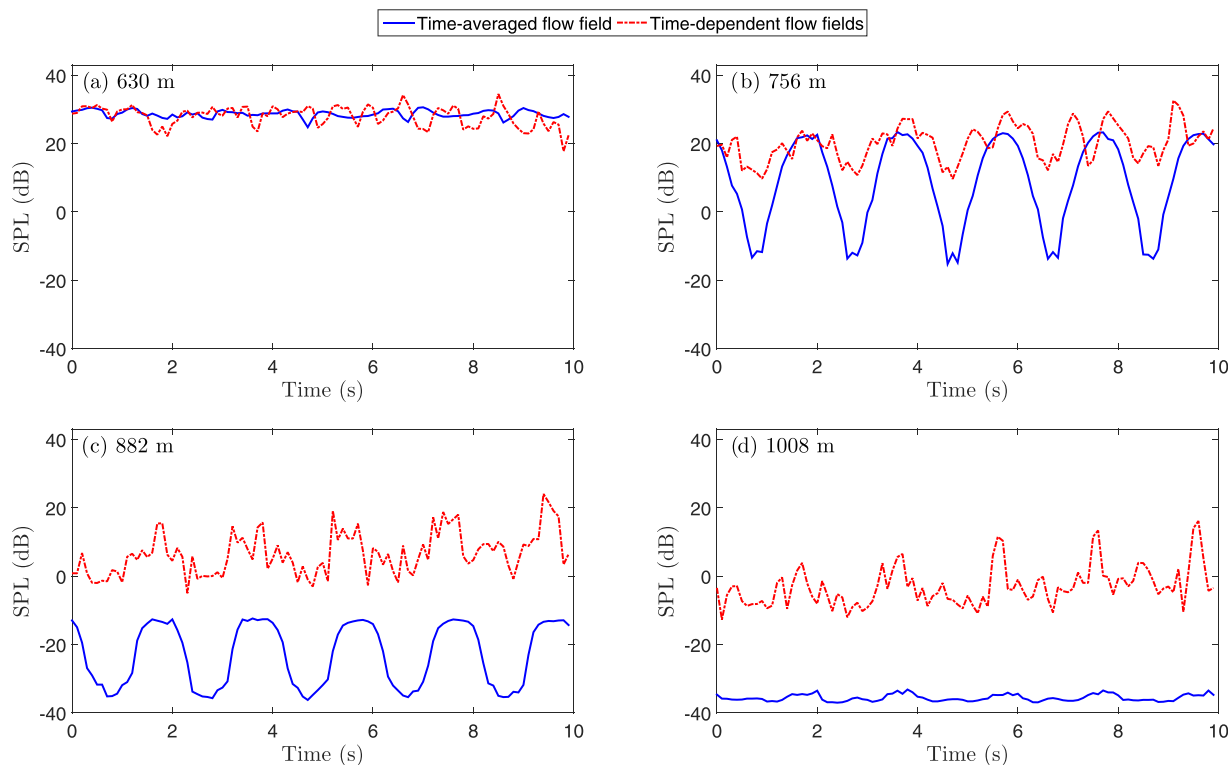 Time-averaged flow field Time-dependent flow fields
(a) 630 m
40
20
0
-20
-40
SPL (dB)
0 2 4 6 8 10
Time (s)
(b) 756 m
40
20
0
-20
-40
SPL (dB)
0 2 4 6 8 10
Time (s)
(c) 882 m
40
20
0
-20
-40
SPL (dB)
0 2 4 6 8 10
Time (s)
(d) 1008 m
40
20
0
-20
-40
SPL (dB)
0 2 4 6 8 10
Time (s)